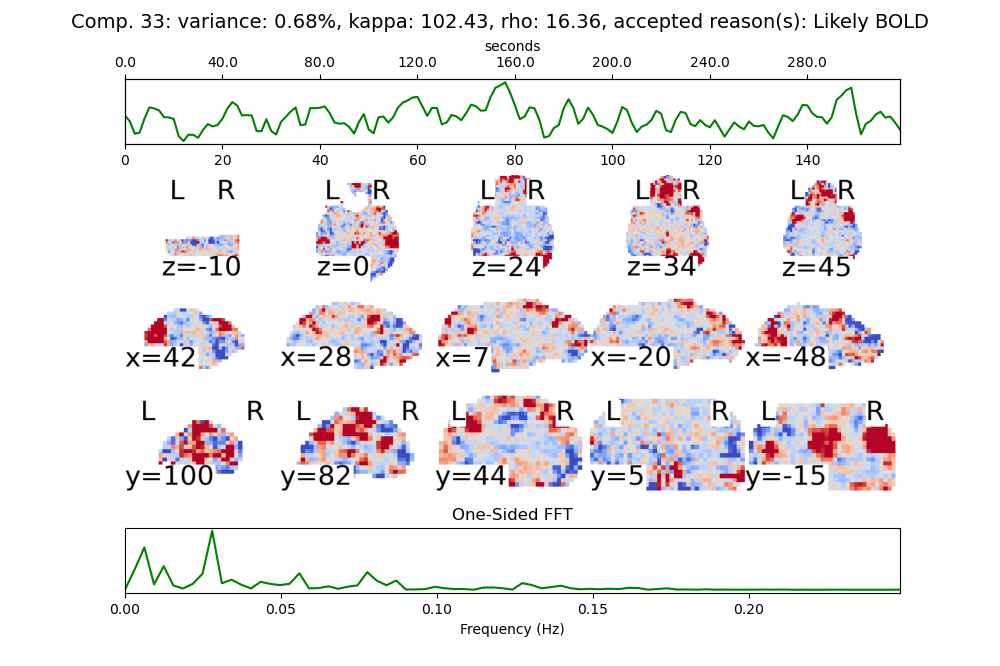 Comp. 33: variance: 0.68%, kappa: 102.43, rho: 16.36, accepted reason(s): Likely BOLD
seconds
0.0 40.0 80.0 120.0 160.0 200.0 240.0 280.0
0 20 40 60 80 100 120 140
L R L R L R L R L R
z=-10 z=0 z=24 z=34 z=45
x=42 x=28 x=7 x=-20 x=-48
L R L R L R L R L R
y=100 y=82 y=44 y=5 y=-15
One-Sided FFT
0.00 0.05 0.10 0.15 0.20
Frequency (Hz)